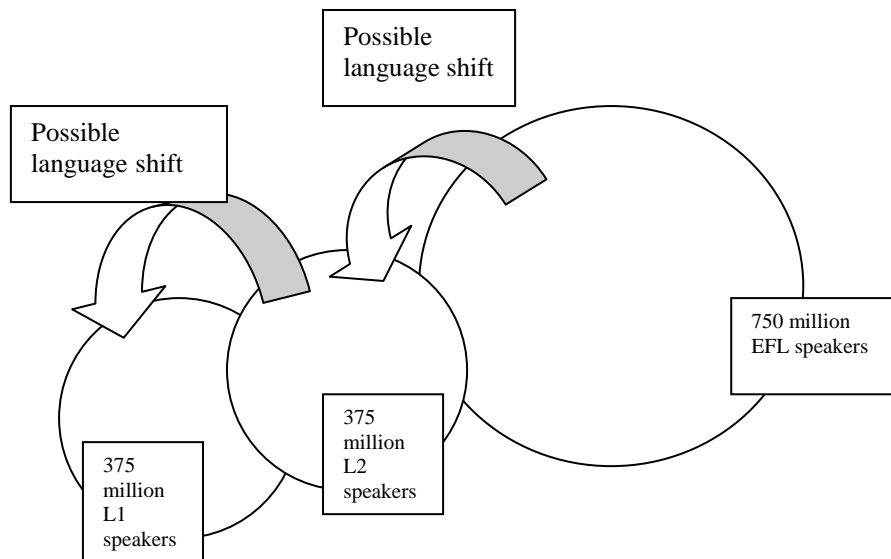 Possible
language shift
Possible
language shift
750 million
EFL speakers
375
million
L2
speakers
375
million
L1
speakers